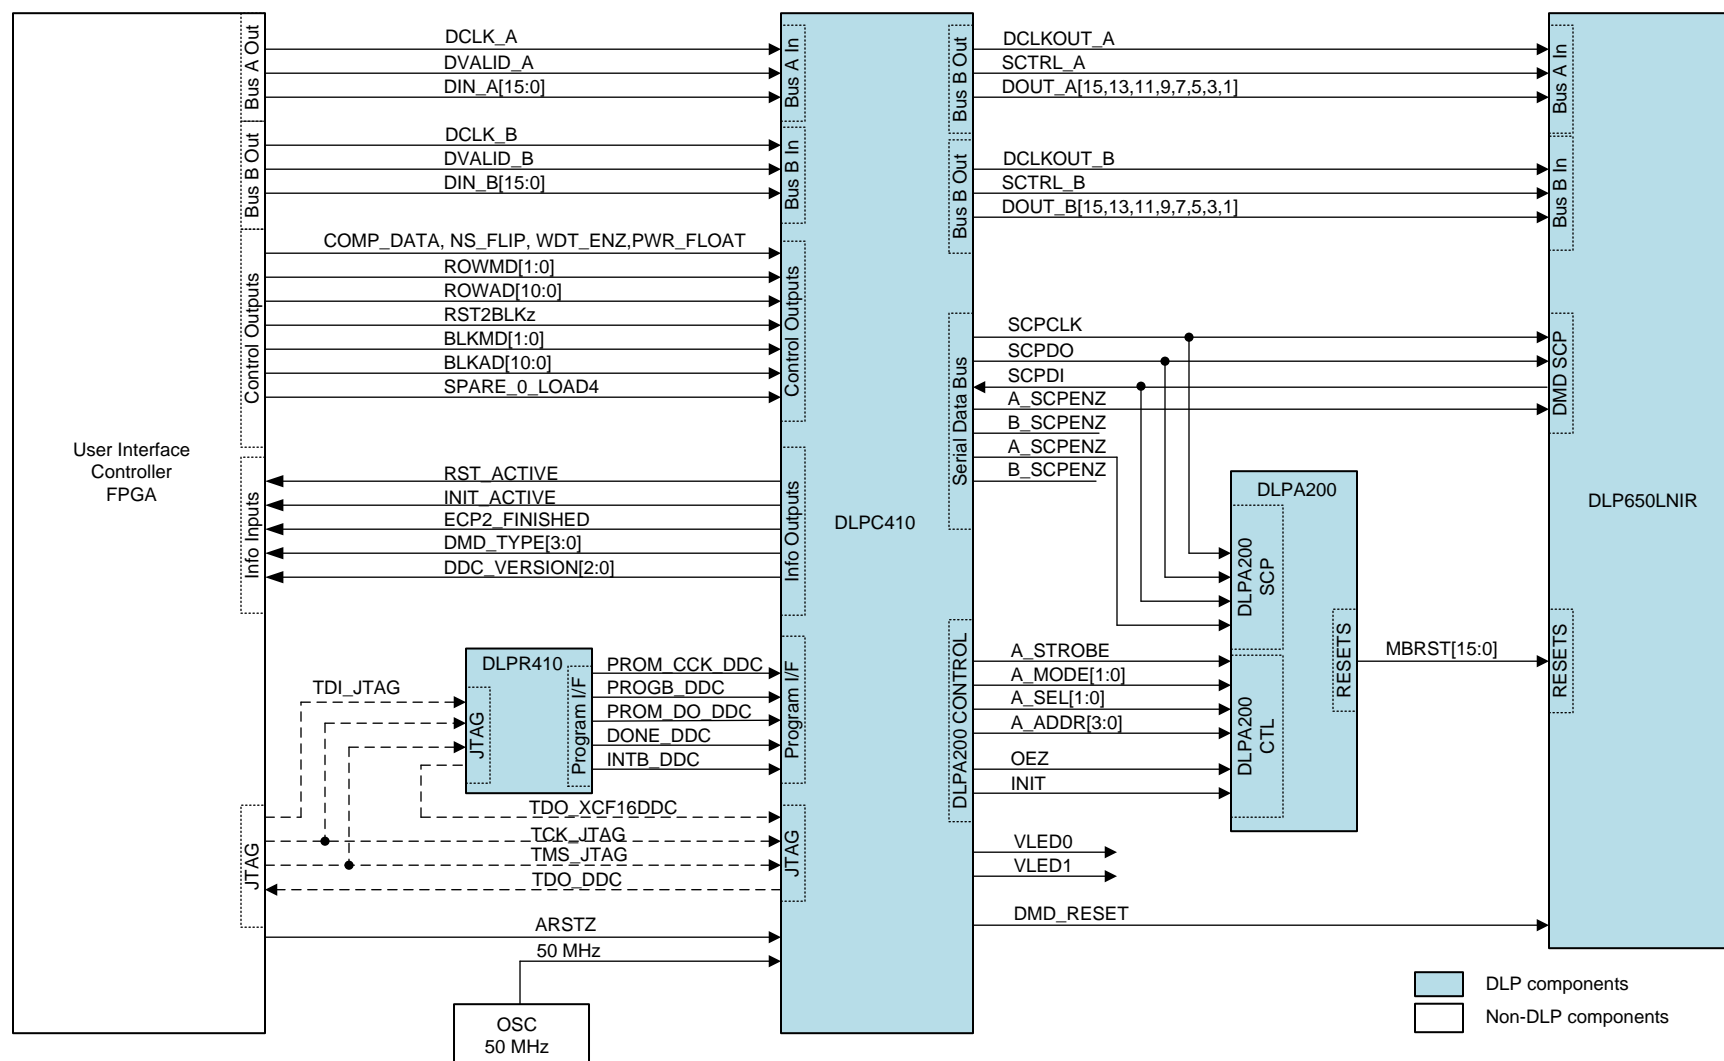 User Interface
Controller
FPGA
Bus A Out
Bus B Out
Control Outputs
Info Inputs
JTAG
DCLK_A
DVALID_A
DIN_A[15:0]
DCLK_B
DVALID_B
DIN_B[15:0]
COMP_DATA, NS_FLIP, WDT_ENZ,PWR_FLOAT
ROWMD[1:0]
ROWAD[10:0]
RST2BLKz
BLKMD[1:0]
BLKAD[10:0]
SPARE_0_LOAD4
RST_ACTIVE
INIT_ACTIVE
ECP2_FINISHED
DMD_TYPE[3:0]
DDC_VERSION[2:0]
DLPR410
JTAG
Program I/F
TDI_JTAG
PROM_CCK_DDC
PROGB_DDC
PROM_DO_DDC
DONE_DDC
INTB_DDC
TDO_XCF16DDC
TCK_JTAG
TMS_JTAG
TDO_DDC
ARSTZ
50 MHz
OSC
50 MHz
Bus A In
Bus B In
Control Outputs
Info Outputs
Program I/F
JTAG
DLPC410
Bus B Out
Bus B Out
Serial Data Bus
DLPA200 CONTROL
DCLKOUT_A
SCTRL_A
DOUT_A[15,13,11,9,7,5,3,1]
DCLKOUT_B
SCTRL_B
DOUT_B[15,13,11,9,7,5,3,1]
SCPCLK
SCPDO
SCPDI
A_SCPENZ
B_SCPENZ
A_SCPENZ
B_SCPENZ
A_STROBE
A_MODE[1:0]
A_SEL[1:0]
A_ADDR[3:0]
OEZ
INIT
VLED0
VLED1
DMD_RESET
DLPA200
DLPA200
SCP
DLPA200
CTL
RESETS
MBRST[15:0]
Bus A In
Bus B In
DMD SCP
RESETS
DLP650LNIR
DLP components
Non-DLP components